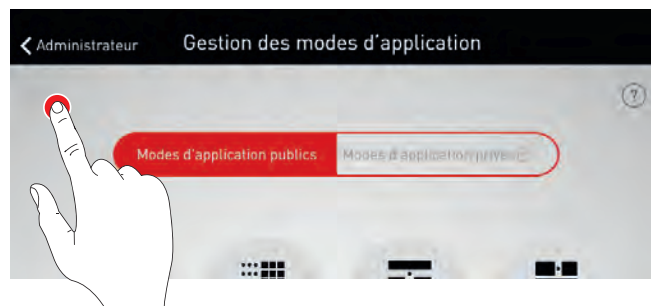 Administrateur
Gestion des modes d'application
?
Modes d'application publics
Modes d'application privés